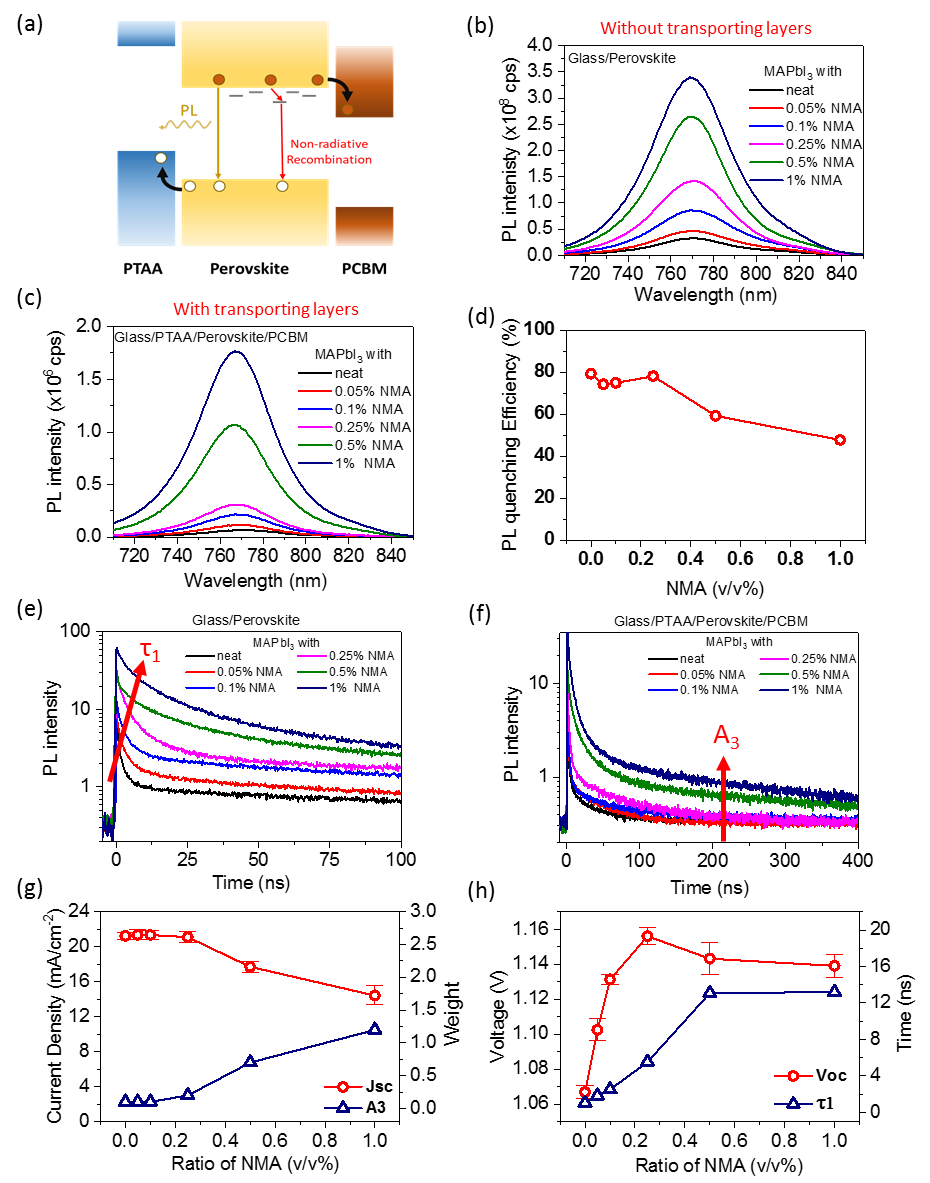 (a)
PL
Non-radiative
Recombination
PTAA Perovskite PCBM
(b)
Without transporting layers
Glass/Perovskite
MAPbI3 with
neat
0.05% NMA
0.1% NMA
0.25% NMA
0.5% NMA
1% NMA
PL intenisty (x10⁸ cps)
4.0
3.5
3.0
2.5
2.0
1.5
1.0
0.5
0.0
720 740 760 780 800 820 840
Wavelength (nm)
(c)
With transporting layers
Glass/PTAA/Perovskite/PCBM
MAPbI3 with
neat
0.05% NMA
0.1% NMA
0.25% NMA
0.5% NMA
1% NMA
PL intensity (x10⁶ cps)
2.0
1.5
1.0
0.5
0.0
720 740 760 780 800 820 840
Wavelength (nm)
(d)
PL quenching Efficiency (%)
100
80
60
40
20
0
0.0 0.2 0.4 0.6 0.8 1.0
NMA (v/v%)
(e)
Glass/Perovskite
MAPbI3 with
neat 0.25% NMA
0.05% NMA 0.5% NMA
0.1% NMA 1% NMA
τ1
PL intensity
100
10
1
0 25 50 75 100
Time (ns)
(f)
Glass/PTAA/Perovskite/PCBM
MAPbI3 with
neat 0.25% NMA
0.05% NMA 0.5% NMA
0.1% NMA 1% NMA
A3
PL intensity
10
1
0 100 200 300 400
Time (ns)
(g)
Current Density (mA/cm-2)
24
20
16
12
8
4
0
3.0
2.5
2.0
1.5
1.0
0.5
0.0
Weight
Jsc
A3
0.0 0.2 0.4 0.6 0.8 1.0
Ratio of NMA (v/v%)
(h)
Voltage (V)
1.16
1.14
1.12
1.10
1.08
1.06
20
16
12
8
4
0
Time (ns)
Voc
τ1
0.0 0.2 0.4 0.6 0.8 1.0
Ratio of NMA (v/v%)